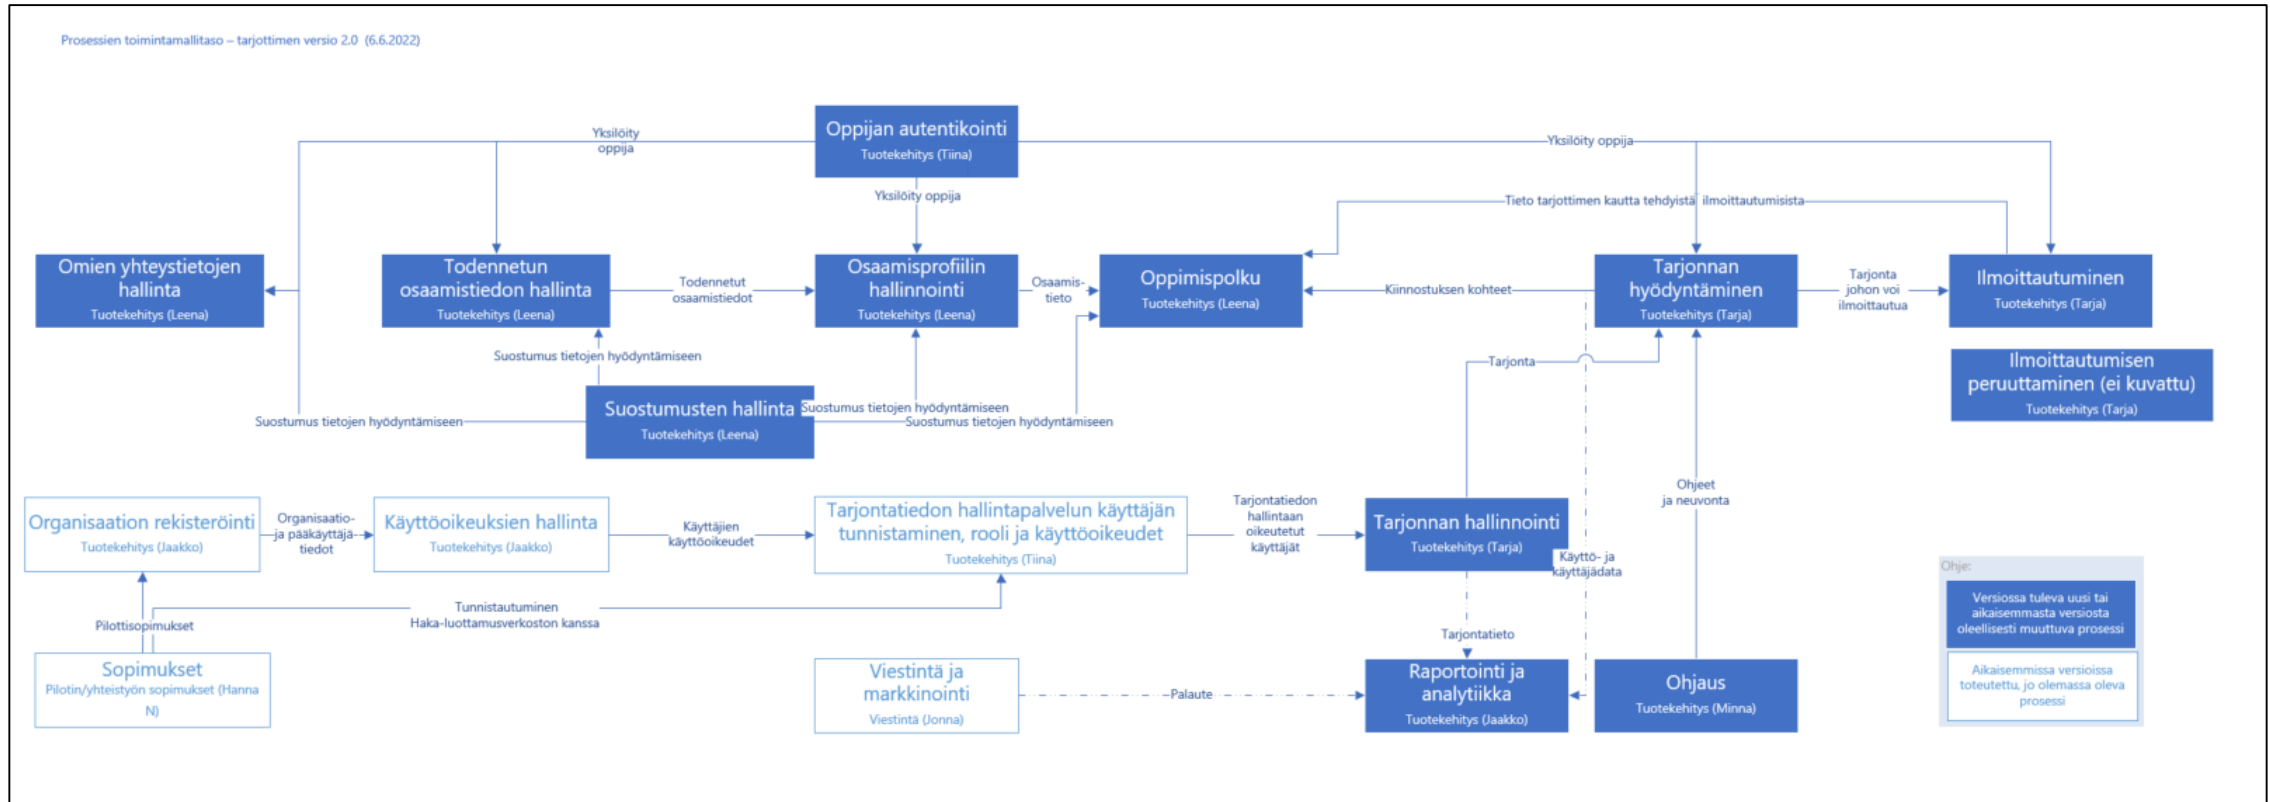 Prosessien toimintamallitaso – tarjottimen versio 2.0 (6.6.2022)
Oppijan autentikointi
Tuotekehitys (Tiina)
Yksilöity
oppija
Yksilöity oppija
Yksilöity oppija
Tieto tarjottimen kautta tehdyistä ilmoittautumisista
Omien yhteystietojen
hallinta
Tuotekehitys (Leena)
Todennetun
osaamistiedon hallinta
Tuotekehitys (Leena)
Todennetut
osaamistiedot
Osaamisprofiilin
hallinnointi
Tuotekehitys (Leena)
Osaamis-
tieto
Oppimispolku
Tuotekehitys (Leena)
Kiinnostuksen kohteet
Tarjonnan
hyödyntäminen
Tuotekehitys (Tarja)
Tarjonta
johon voi
ilmoittautua
Ilmoittautuminen
Tuotekehitys (Tarja)
Suostumus tietojen hyödyntämiseen
Tarjonta
Ilmoittautumisen
peruuttaminen (ei kuvattu)
Tuotekehitys (Tarja)
Suostumusten hallinta
Tuotekehitys (Leena)
Suostumus tietojen hyödyntämiseen
Suostumus tietojen hyödyntämiseen
Suostumus tietojen hyödyntämiseen
Organisaation rekisteröinti
Tuotekehitys (Jaakko)
Organisaatio-
ja pääkäyttäjä-
tiedot
Käyttöoikeuksien hallinta
Tuotekehitys (Jaakko)
Käyttäjien
käyttöoikeudet
Tarjontatiedon hallintapalvelun käyttäjän
tunnistaminen, rooli ja käyttöoikeudet
Tuotekehitys (Tiina)
Tarjontatiedon
hallintaan
oikeutetut
käyttäjät
Tarjonnan hallinnointi
Tuotekehitys (Tarja)
Käyttö- ja
käyttäjädata
Ohjeet
ja neuvonta
Pilottisopimukset
Tunnistautuminen
Haka-luottamusverkoston kanssa
Tarjontatieto
Sopimukset
Pilotin/yhteistyön sopimukset (Hanna
N)
Viestintä ja
markkinointi
Viestintä (Jonna)
Palaute
Raportointi ja
analytiikka
Tuotekehitys (Jaakko)
Ohjaus
Tuotekehitys (Minna)
Ohje:
Versiossa tuleva uusi tai
aikaisemmasta versiosta
oleellisesti muuttuva prosessi
Aikaisemmissa versioissa
toteutettu, jo olemassa oleva
prosessi